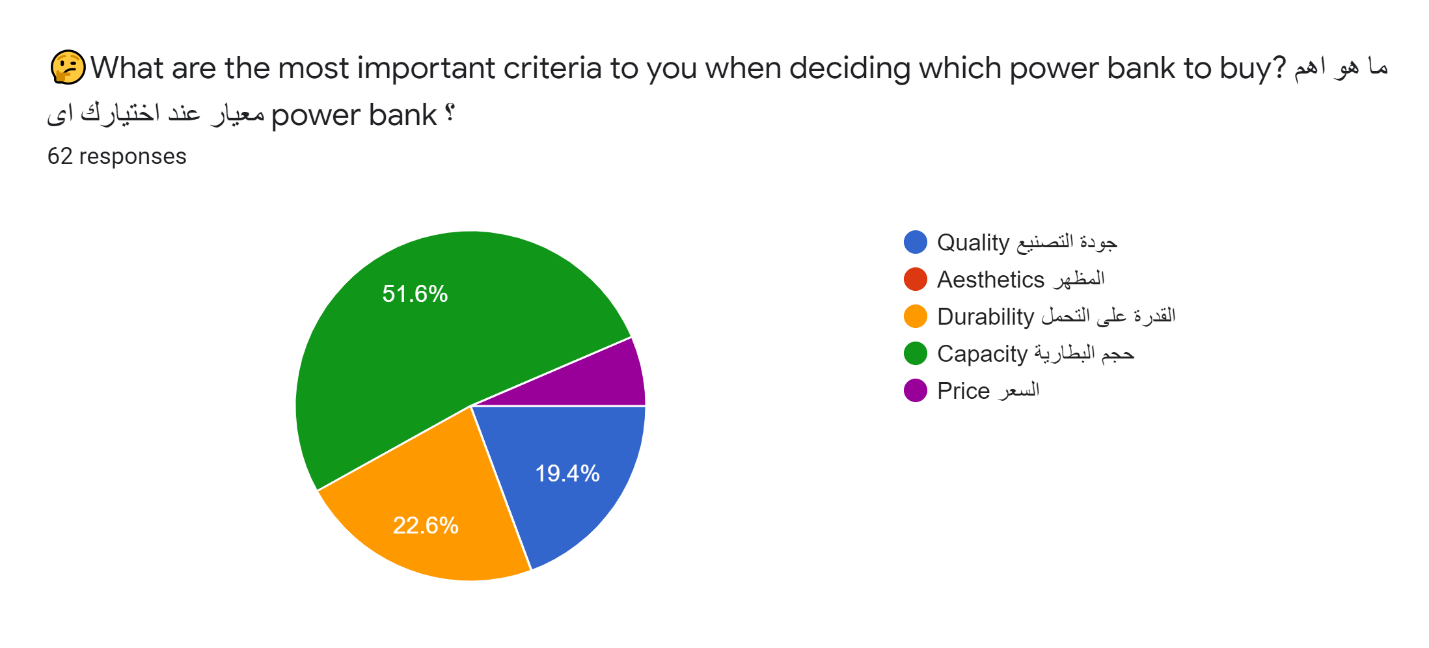 🤔What are the most important criteria to you when deciding which power bank to buy? ما هو اهم
معيار عند اختيارك اى power bank ؟
62 responses
51.6%
19.4%
22.6%
Quality جودة التصنيع
Aesthetics المظهر
Durability القدرة على التحمل
Capacity حجم البطارية
Price السعر